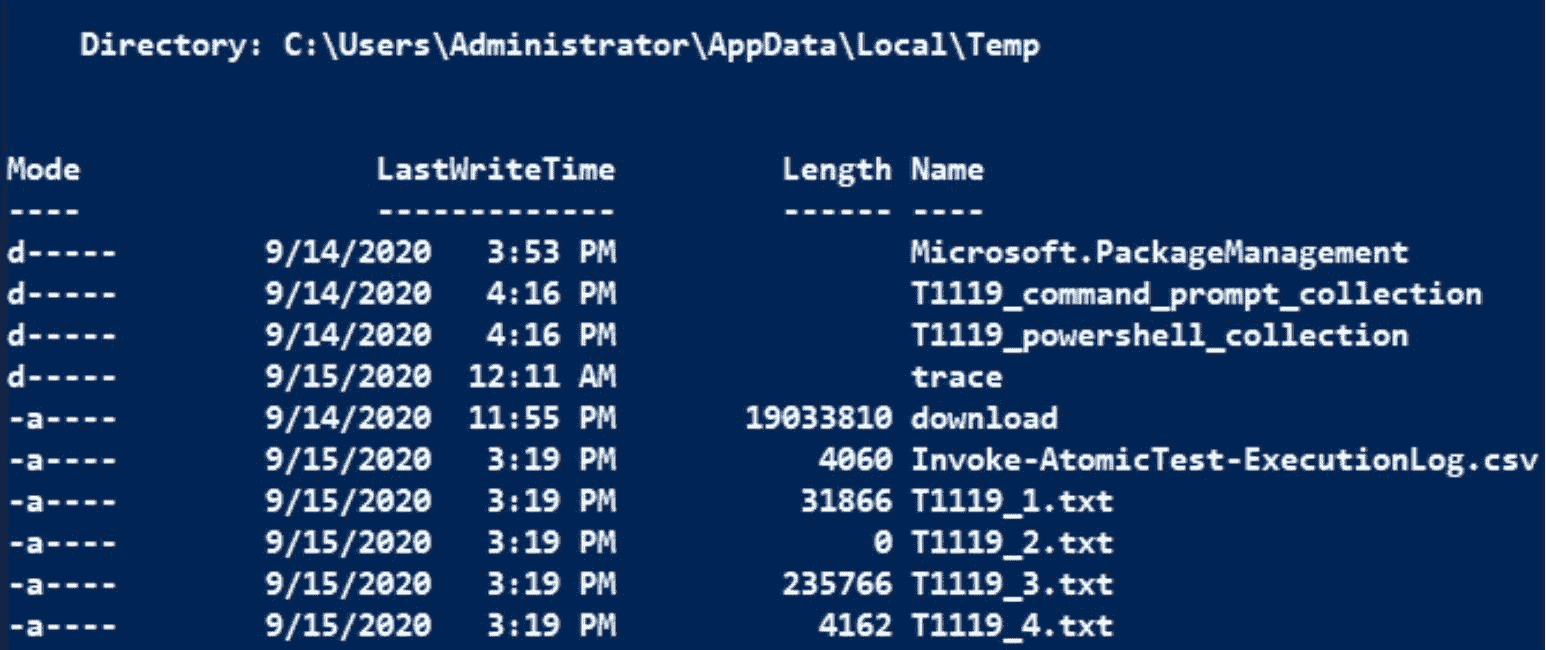 Directory: C:\Users\Administrator\AppData\Local\Temp
Mode LastWriteTime Length Name
---- ------------- ------ ----
d----- 9/14/2020 3:53 PM Microsoft.PackageManagement
d----- 9/14/2020 4:16 PM T1119_command_prompt_collection
d----- 9/14/2020 4:16 PM T1119_powershell_collection
d----- 9/15/2020 12:11 AM trace
-a---- 9/14/2020 11:55 PM 19033810 download
-a---- 9/15/2020 3:19 PM 4060 Invoke-AtomicTest-ExecutionLog.csv
-a---- 9/15/2020 3:19 PM 31866 T1119_1.txt
-a---- 9/15/2020 3:19 PM 0 T1119_2.txt
-a---- 9/15/2020 3:19 PM 235766 T1119_3.txt
-a---- 9/15/2020 3:19 PM 4162 T1119_4.txt